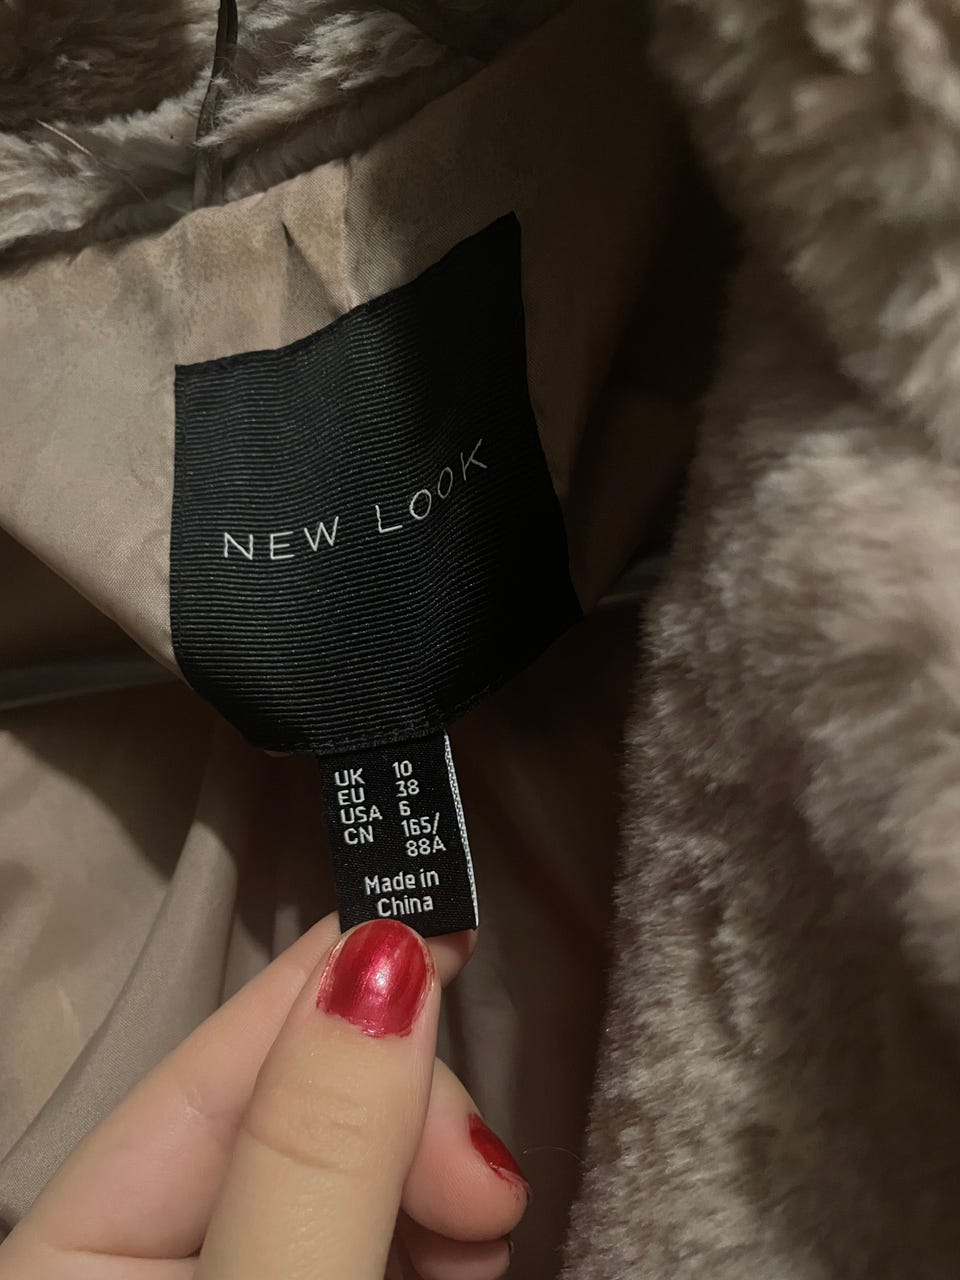 NEW LOOK
UK 10
EU 38
USA 6
CN 165/
88A
Made in
China